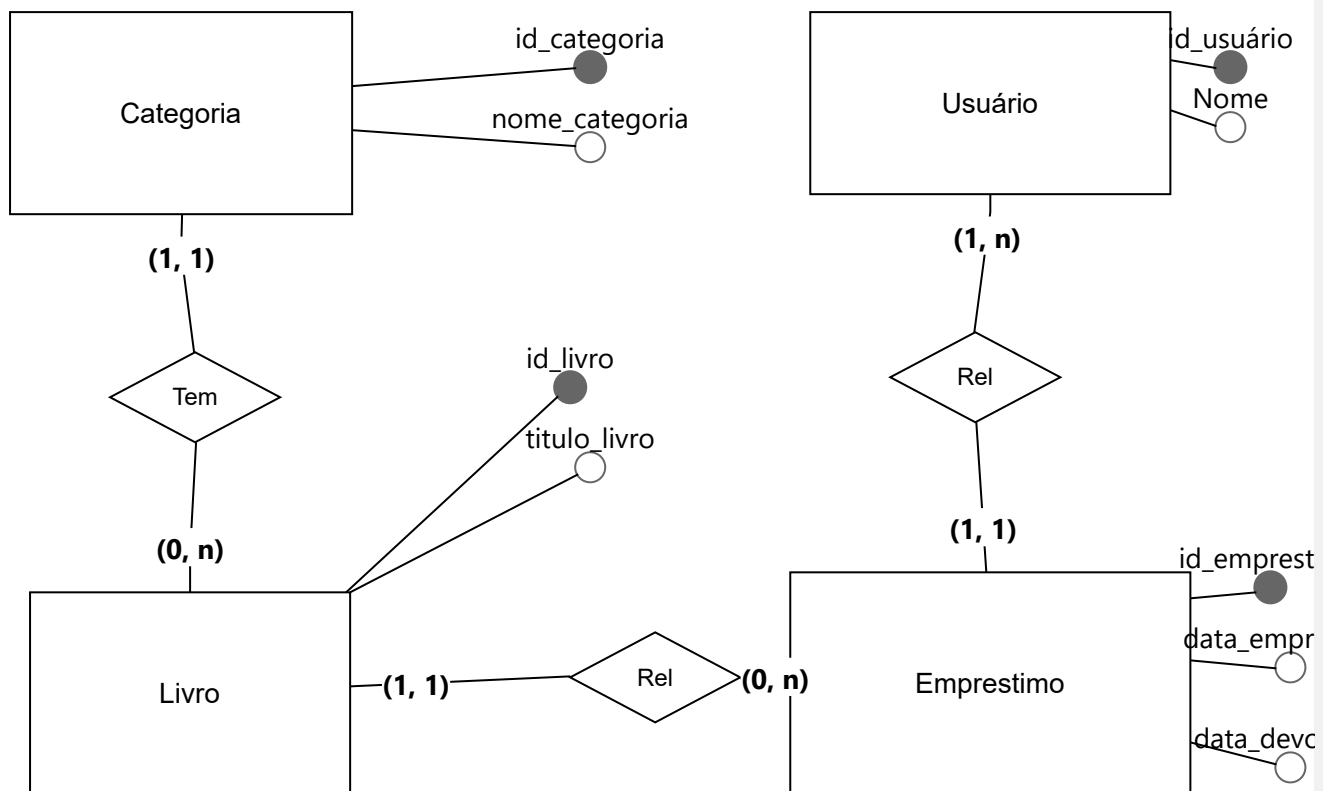 id_categoria
Categoria
nome_categoria
id_usuário
Usuário
Nome
(1, 1)
(1, n)
Tem
id_livro
titulo_livro
Rel
(0, n)
(1, 1)
id_emprest
data_empr
Livro
(1, 1)
Rel
(0, n)
Emprestimo
data_devo